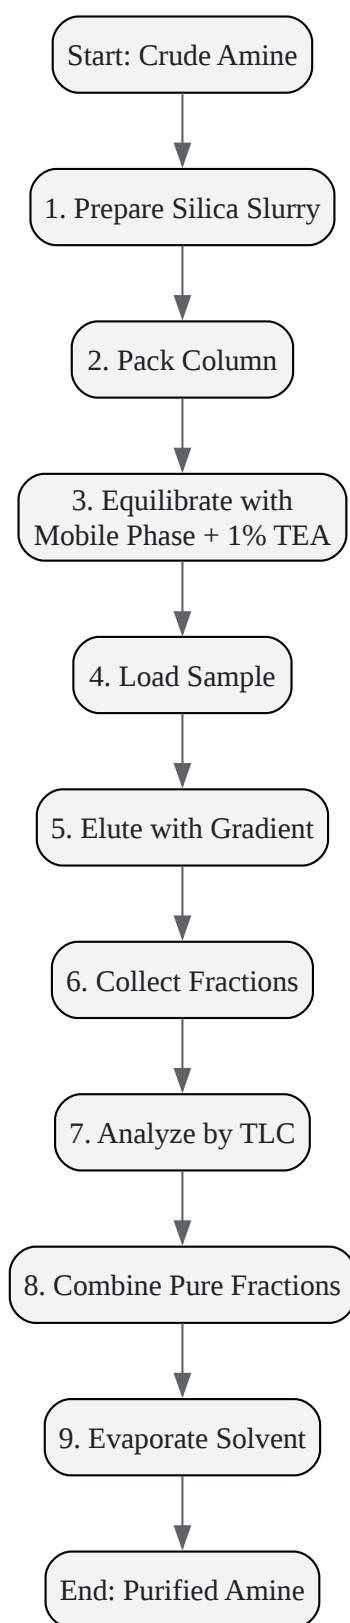 Start: Crude Amine
1. Prepare Silica Slurry
2. Pack Column
3. Equilibrate with
Mobile Phase + 1% TEA
4. Load Sample
5. Elute with Gradient
6. Collect Fractions
7. Analyze by TLC
8. Combine Pure Fractions
9. Evaporate Solvent
End: Purified Amine